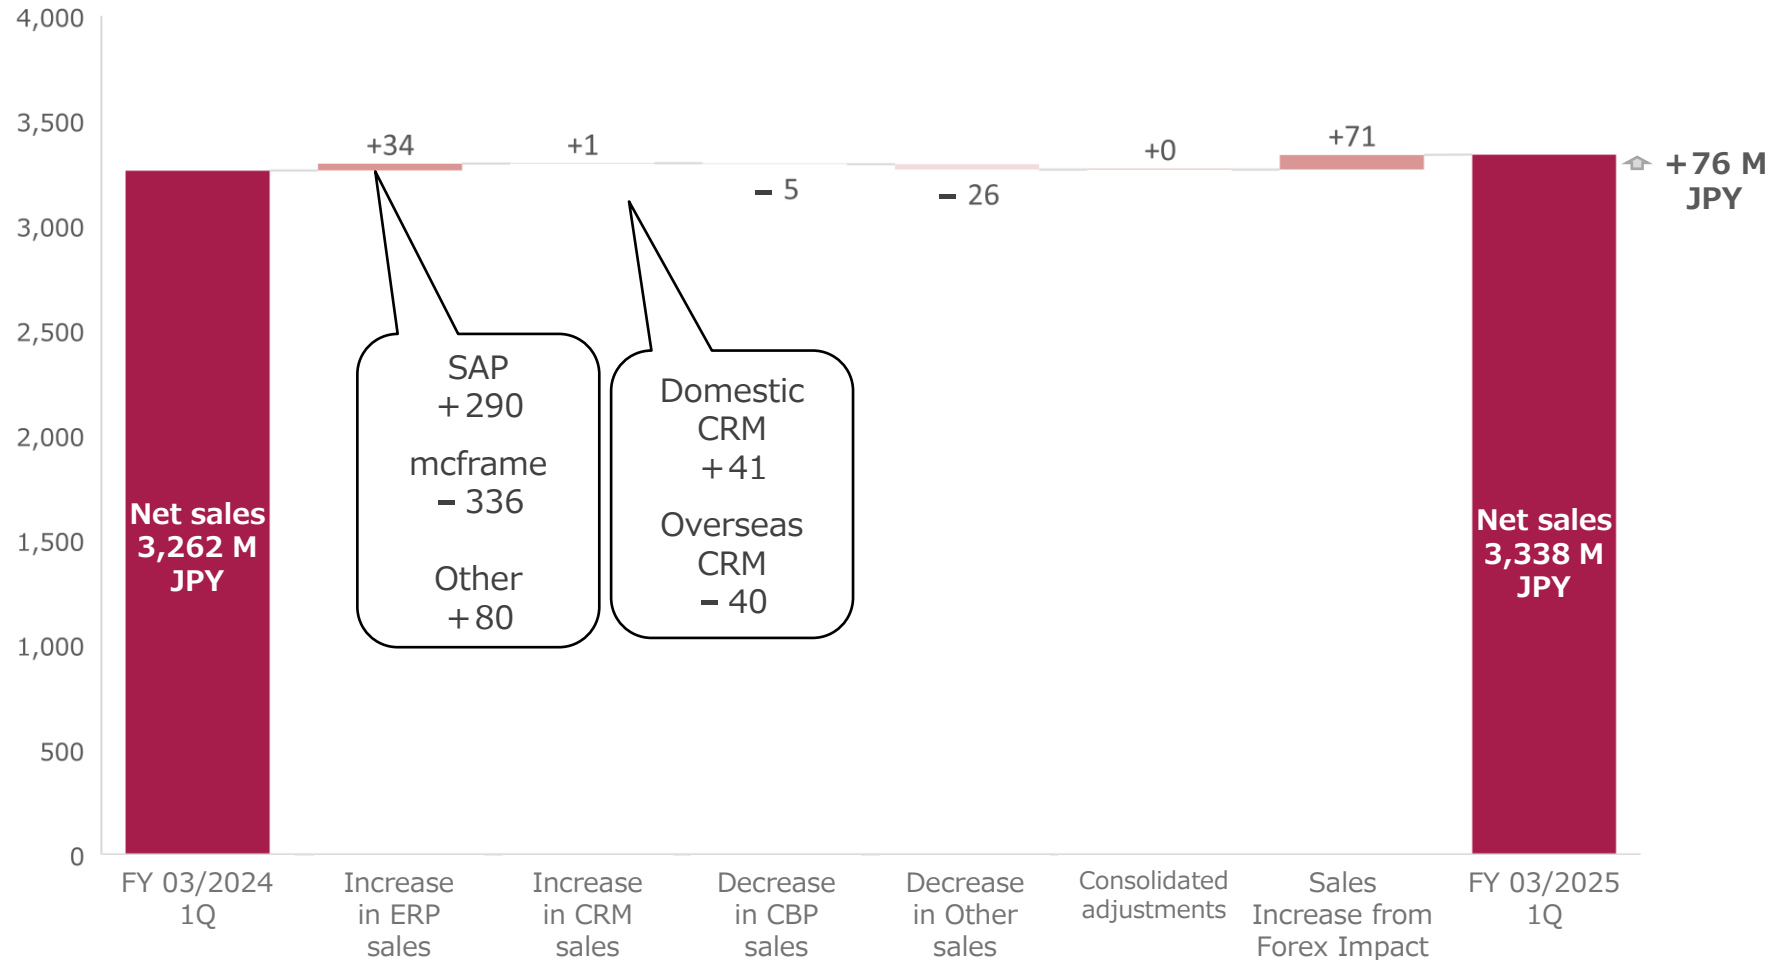 4,000
3,500
3,000
2,500
2,000
1,500
1,000
500
0
+34
+1
− 5
− 26
+0
+71
+76 M
JPY
SAP
+290
mcframe
− 336
Other
+80
Domestic
CRM
+41
Overseas
CRM
− 40
Net sales
3,262 M
JPY
Net sales
3,338 M
JPY
FY 03/2024
1Q
Increase
in ERP
sales
Increase
in CRM
sales
Decrease
in CBP
sales
Decrease
in Other
sales
Consolidated
adjustments
Sales
Increase from
Forex Impact
FY 03/2025
1Q